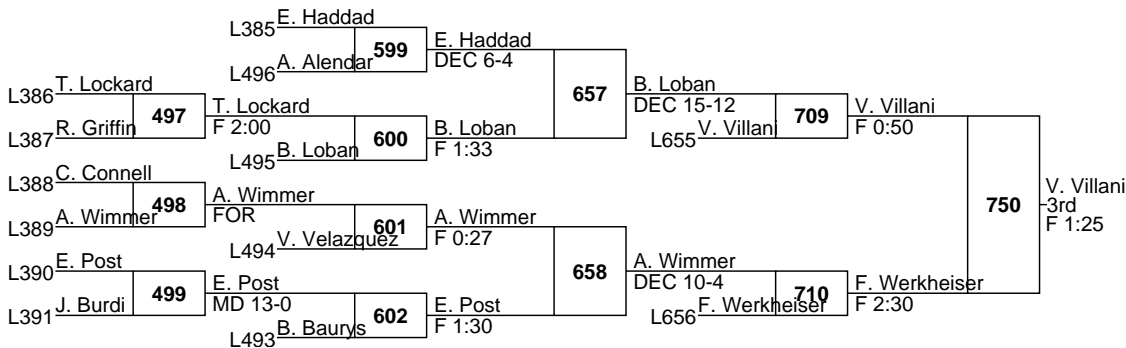 L385 E. Haddad
599
E. Haddad
DEC 6-4
L496 A. Alendar
L386 T. Lockard
497
T. Lockard
F 2:00
L387 R. Griffin
600
B. Loban
F 1:33
L495 B. Loban
657
B. Loban
DEC 15-12
L388 C. Connell
498
A. Wimmer
FOR
L389 A. Wimmer
601
A. Wimmer
F 0:27
L494 V. Velazquez
L390 E. Post
499
E. Post
MD 13-0
L391 J. Burdi
602
E. Post
F 1:30
L493 B. Baurys
658
A. Wimmer
DEC 10-4
709
L655 V. Villani
V. Villani
F 0:50
710
L656 F. Werkheiser
F. Werkheiser
F 2:30
750
V. Villani
3rd
F 1:25